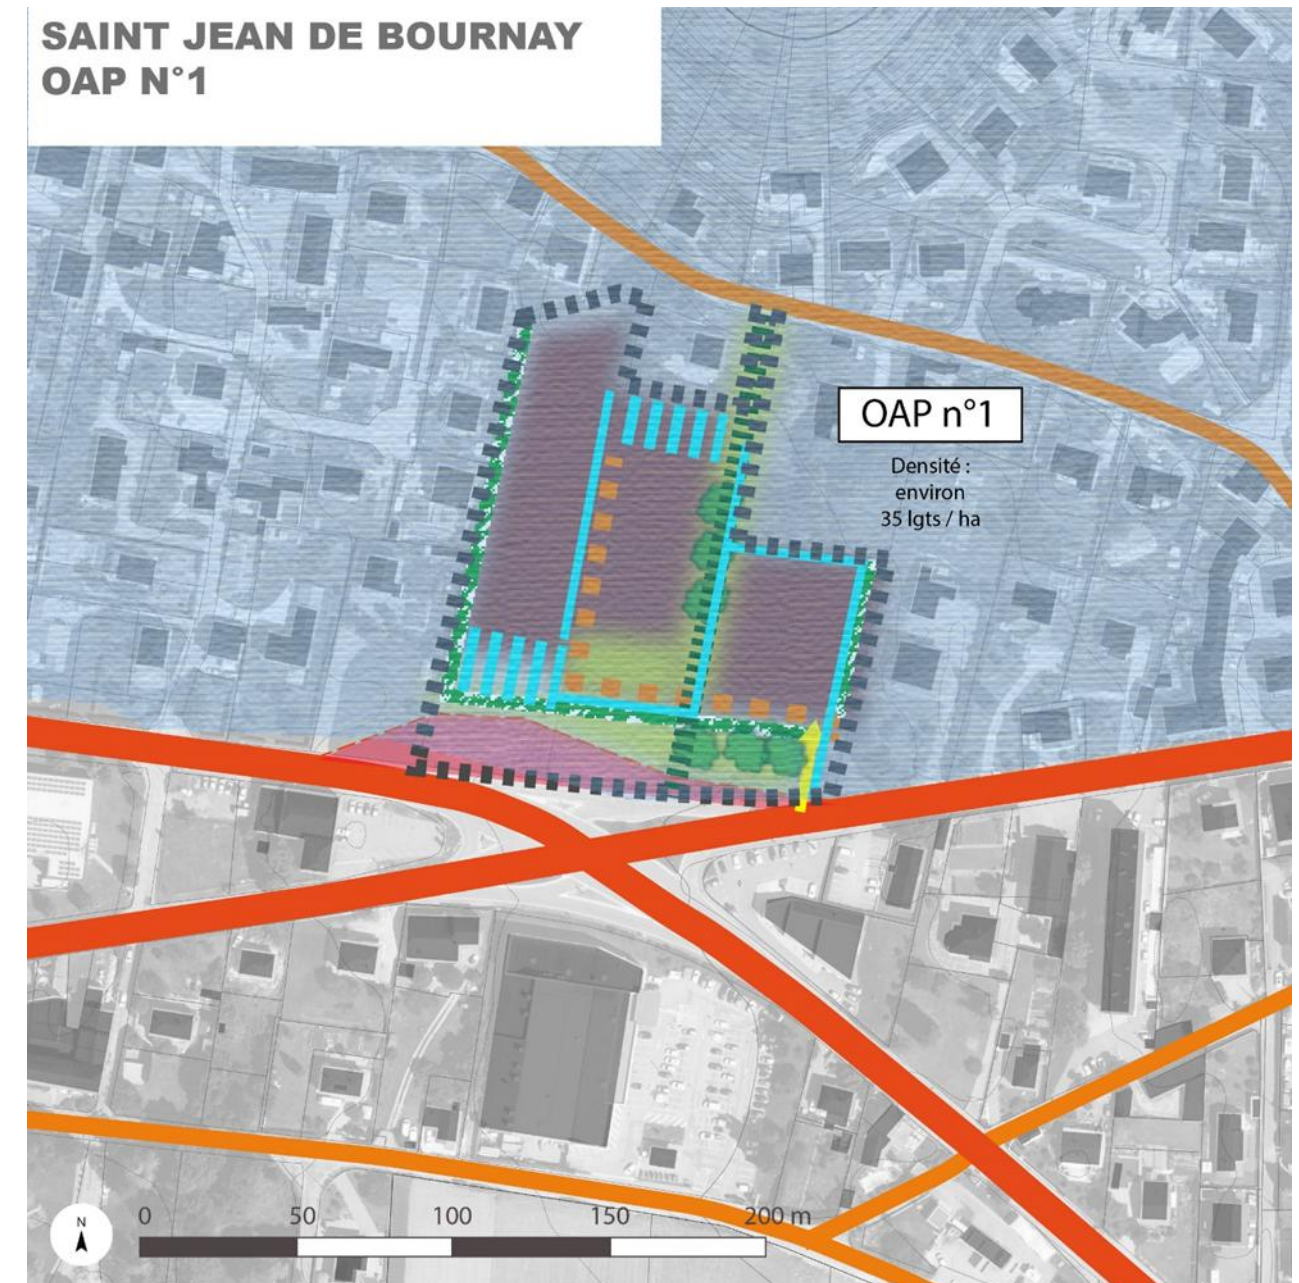 SAINT JEAN DE BOURNAY
OAP N°1
OAP n°1
Densité :
environ
35 lgts / ha
N
0 50 100 150 200 m